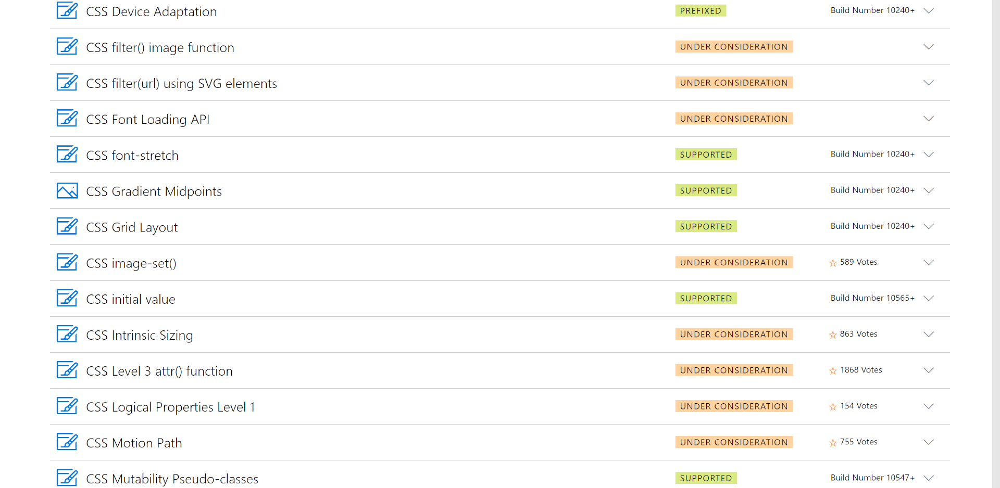 CSS Device Adaptation PREFIXED Build Number 10240+
CSS filter() image function UNDER CONSIDERATION
CSS filter(url) using SVG elements UNDER CONSIDERATION
CSS Font Loading API UNDER CONSIDERATION
CSS font-stretch SUPPORTED Build Number 10240+
CSS Gradient Midpoints SUPPORTED Build Number 10240+
CSS Grid Layout SUPPORTED Build Number 10240+
CSS image-set() UNDER CONSIDERATION 589 Votes
CSS initial value SUPPORTED Build Number 10565+
CSS Intrinsic Sizing UNDER CONSIDERATION 863 Votes
CSS Level 3 attr() function UNDER CONSIDERATION 1868 Votes
CSS Logical Properties Level 1 UNDER CONSIDERATION 154 Votes
CSS Motion Path UNDER CONSIDERATION 755 Votes
CSS Mutability Pseudo-classes SUPPORTED Build Number 10547+